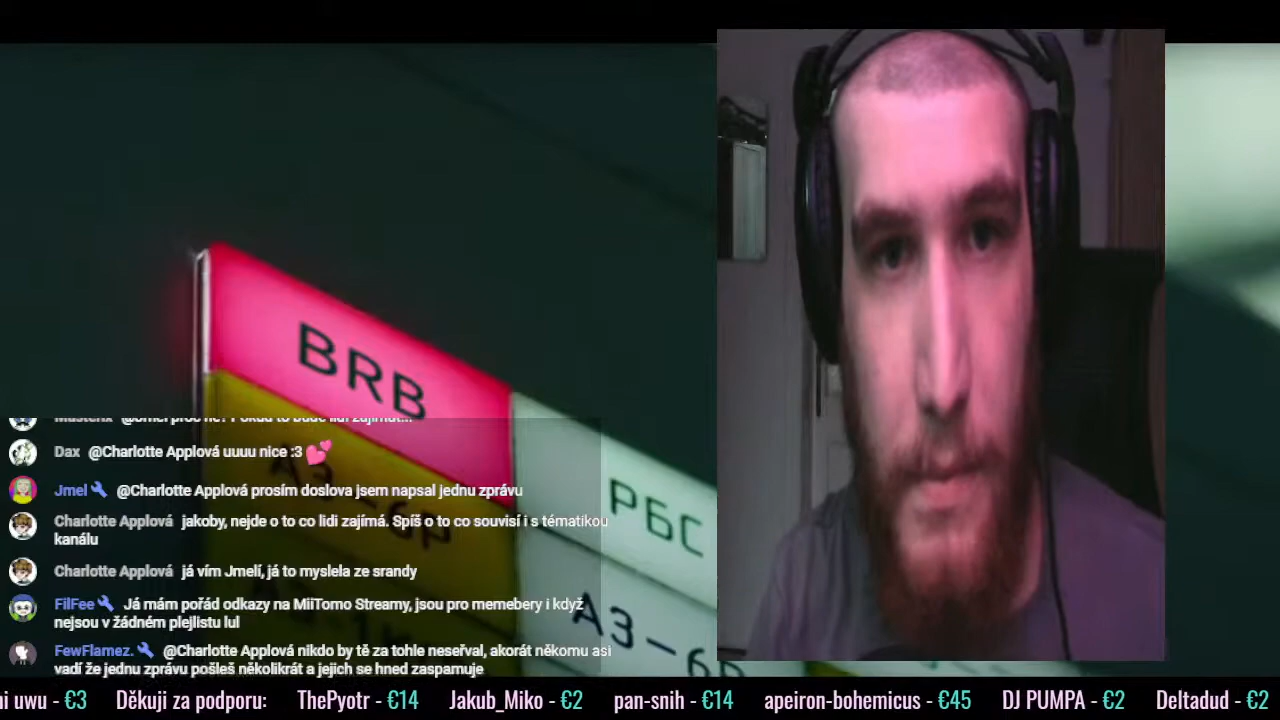 BRB
РБС
АЗ-6Р
АЗ-6Р
Dax @Charlotte Applová uuuu nice :3 💕
Jmel @Charlotte Applová prosím doslova jsem napsal jednu zprávu
Charlotte Applová jakoby, nejde o to co lidi zajímá. Spíš o to co souvisí i s tématikou
kanálu
Charlotte Applová já vím Jmelí, já to myslela ze srandy
FilFee Já mám pořád odkazy na MiiTomo Streamy, jsou pro memebery i když
nejsou v žádném plejlistu lul
FewFlamez. @Charlotte Applová nikdo by tě za tohle neseřval, akorát někomu asi
vadí že jednu zprávu pošleš několikrát a jejich se hned zaspamuje
uwu - €3 Děkuji za podporu: ThePyotr - €14 Jakub_Miko - €2 pan-snih - €14 apeiron-bohemicus - €45 DJ PUMPA - €2 Deltadud - €2